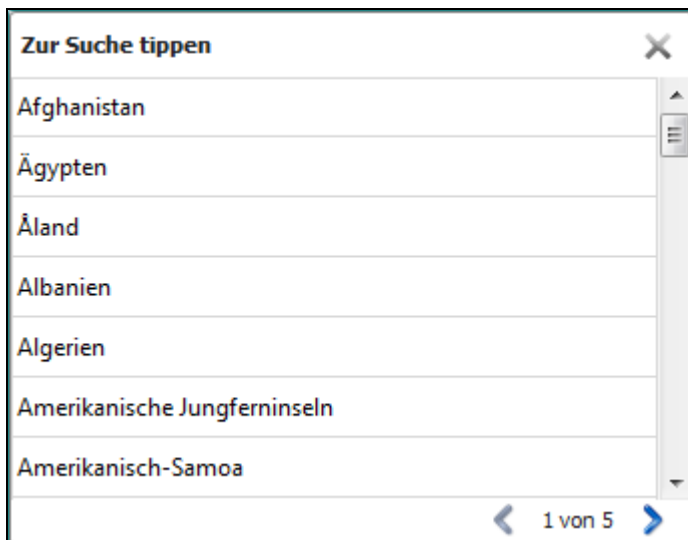 Zur Suche tippen
Afghanistan
Ägypten
Åland
Albanien
Algerien
Amerikanische Jungferninseln
Amerikanisch-Samoa
1 von 5